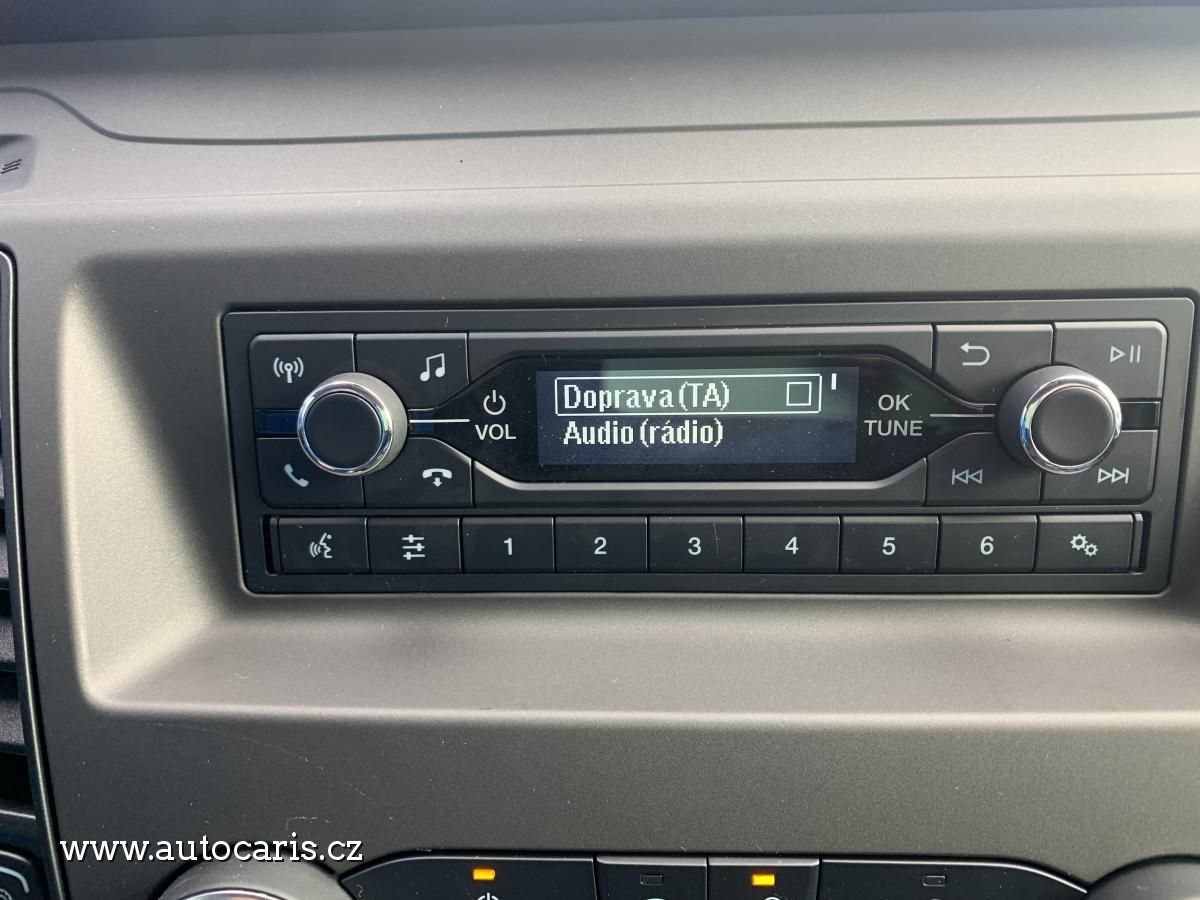 VOL
Doprava (TA)
Audio (rádio)
OK
TUNE
1 2 3 4 5 6
www.autocaris.cz